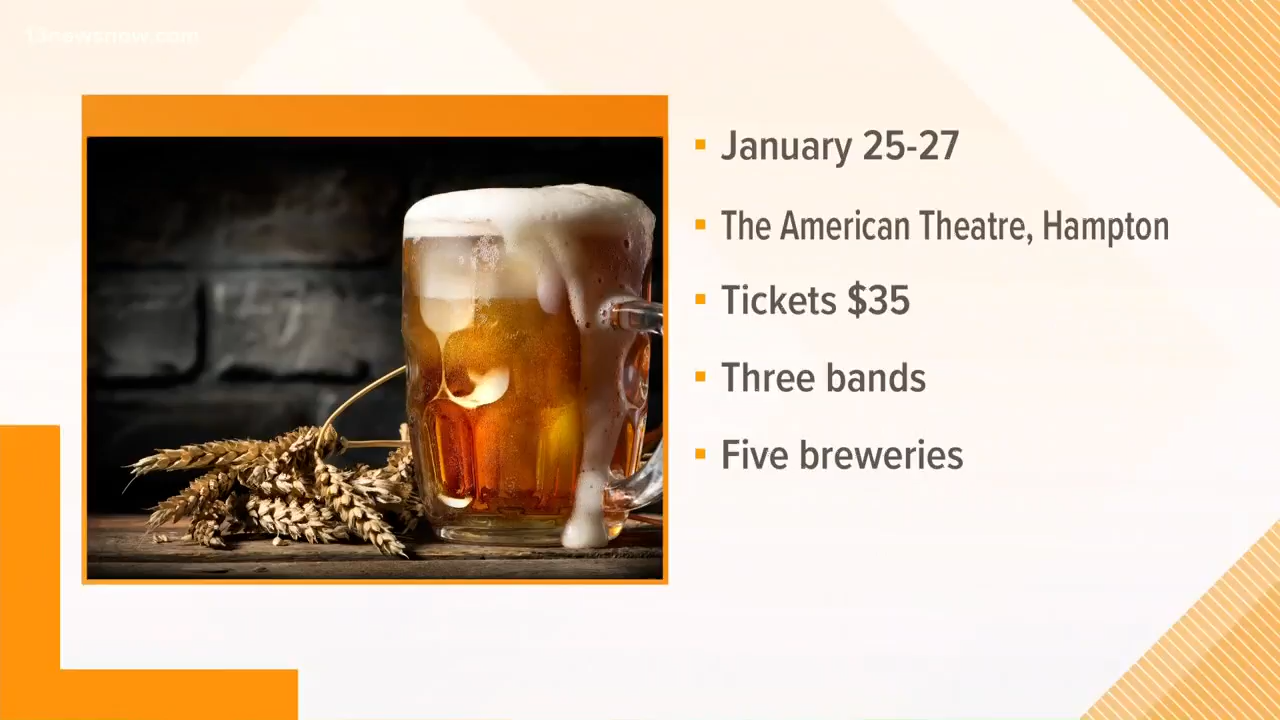 13newsnow.com
January 25-27
The American Theatre, Hampton
Tickets $35
Three bands
Five breweries